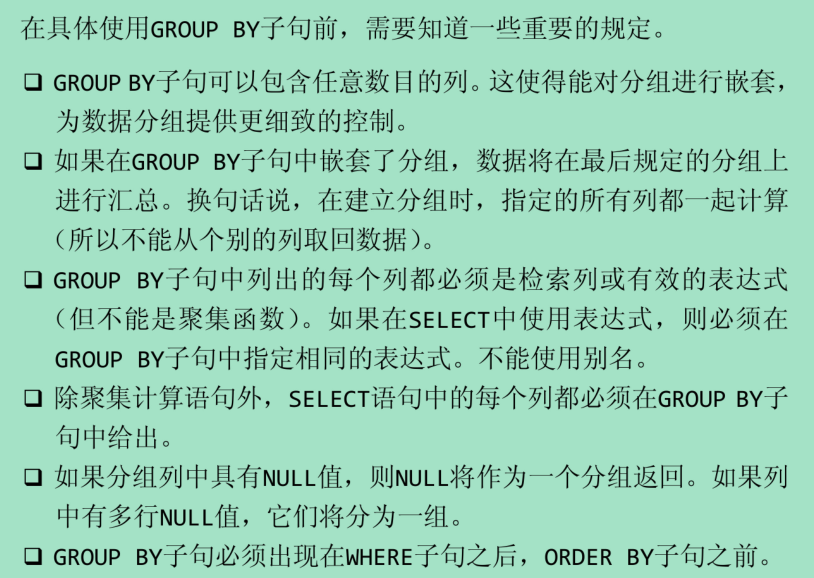 在具体使用GROUP BY子句前，需要知道一些重要的规定。
❑ GROUP BY子句可以包含任意数目的列。这使得能对分组进行嵌套，
为数据分组提供更细致的控制。
❑ 如果在GROUP BY子句中嵌套了分组，数据将在最后规定的分组上
进行汇总。换句话说，在建立分组时，指定的所有列都一起计算
（所以不能从个别的列取回数据）。
❑ GROUP BY子句中列出的每个列都必须是检索列或有效的表达式
（但不能是聚集函数）。如果在SELECT中使用表达式，则必须在
GROUP BY子句中指定相同的表达式。不能使用别名。
❑ 除聚集计算语句外，SELECT语句中的每个列都必须在GROUP BY子
句中给出。
❑ 如果分组列中具有NULL值，则NULL将作为一个分组返回。如果列
中有多行NULL值，它们将分为一组。
❑ GROUP BY子句必须出现在WHERE子句之后，ORDER BY子句之前。